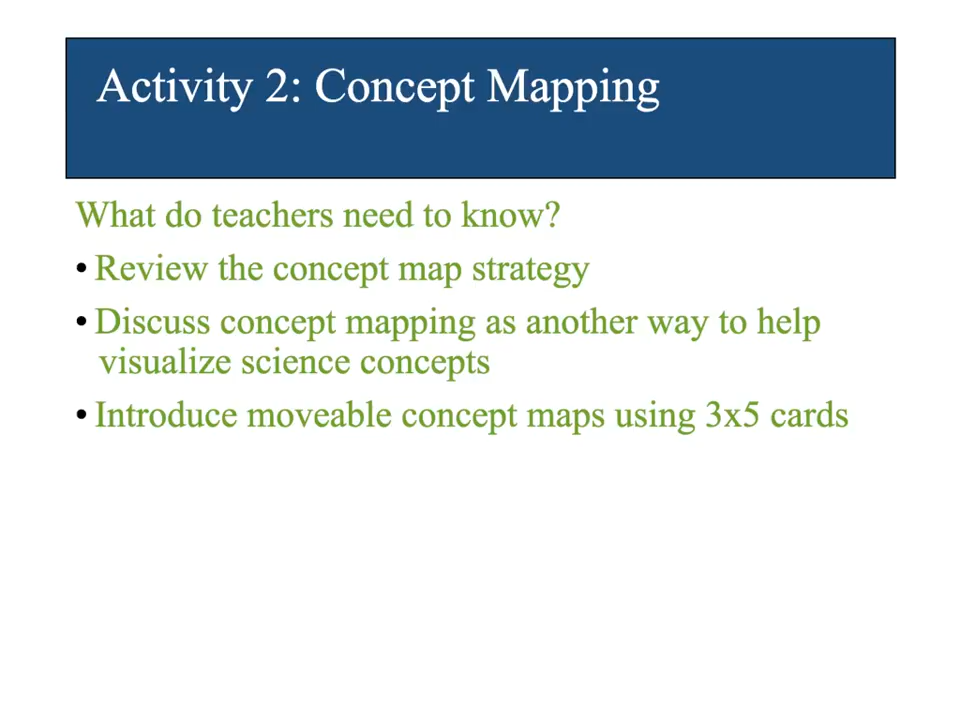 Activity 2: Concept Mapping
What do teachers need to know?
• Review the concept map strategy
• Discuss concept mapping as another way to help
visualize science concepts
• Introduce moveable concept maps using 3x5 cards